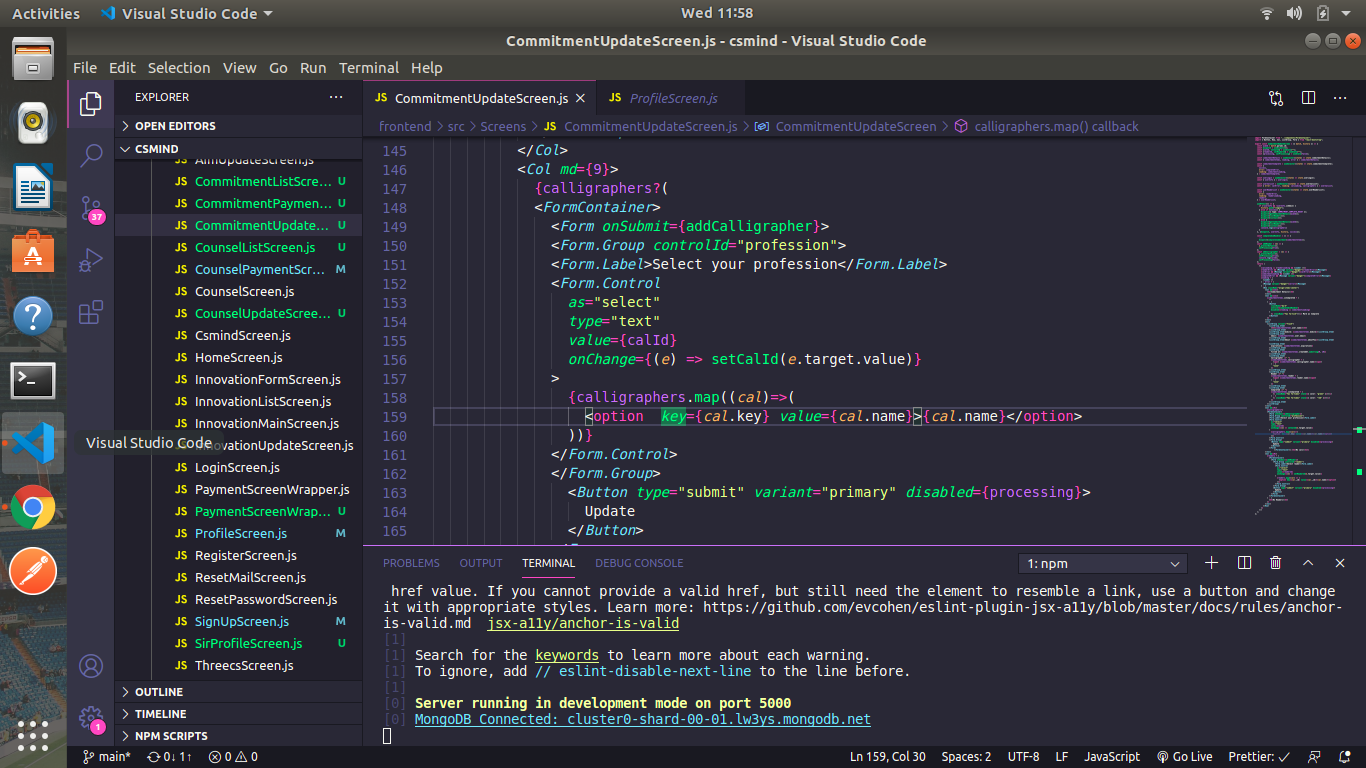 Activities
Visual Studio Code
Wed 11:58
CommitmentUpdateScreen.js - csmind - Visual Studio Code
File Edit Selection View Go Run Terminal Help
EXPLORER
OPEN EDITORS
CSMIND
JS AimUpdateScreen.js
JS CommitmentListScre... U
JS CommitmentPaymen... U
JS CommitmentUpdate... U
JS CounselListScreen.js U
JS CounselPaymentScr... M
JS CounselScreen.js
JS CounselUpdateScree... U
JS CsmindScreen.js
JS HomeScreen.js
JS InnovationFormScreen.js
JS InnovationListScreen.js
JS InnovationMainScreen.js
novationUpdateScreen.js
JS LoginScreen.js
JS PaymentScreenWrapper.js
JS PaymentScreenWrap... U
JS ProfileScreen.js M
JS RegisterScreen.js
JS ResetMailScreen.js
JS ResetPasswordScreen.js
JS SignUpScreen.js M
JS SirProfileScreen.js U
JS ThreecsScreen.js
OUTLINE
TIMELINE
NPM SCRIPTS
37
1
Visual Studio Code
JS CommitmentUpdateScreen.js
JS ProfileScreen.js
frontend > src > Screens > JS CommitmentUpdateScreen.js > CommitmentUpdateScreen > calligraphers.map() callback
145 </Col>
146 <Col md={9}>
147 {calligraphers?(
148 <FormContainer>
149 <Form onSubmit={addCalligrapher}>
150 <Form.Group controlId="profession">
151 <Form.Label>Select your profession</Form.Label>
152 <Form.Control
153 as="select"
154 type="text"
155 value={calId}
156 onChange={(e) => setCalId(e.target.value)}
157 >
158 {calligraphers.map((cal)=>(
159 <option  key={cal.key} value={cal.name}>{cal.name}</option>
160 ))}
161 </Form.Control>
162 </Form.Group>
163 <Button type="submit" variant="primary" disabled={processing}>
164 Update
165 </Button>
PROBLEMS OUTPUT TERMINAL DEBUG CONSOLE
1: npm
href value. If you cannot provide a valid href, but still need the element to resemble a link, use a button and change
it with appropriate styles. Learn more: https://github.com/evcohen/eslint-plugin-jsx-a11y/blob/master/docs/rules/anchor-
is-valid.md  jsx-a11y/anchor-is-valid
[1]
[1] Search for the keywords to learn more about each warning.
[1] To ignore, add // eslint-disable-next-line to the line before.
[1]
[0] Server running in development mode on port 5000
[0] MongoDB Connected: cluster0-shard-00-01.lw3ys.mongodb.net
main* 0↓ 1↑ 0 0
Ln 159, Col 30 Spaces: 2 UTF-8 LF JavaScript Go Live Prettier: ✓